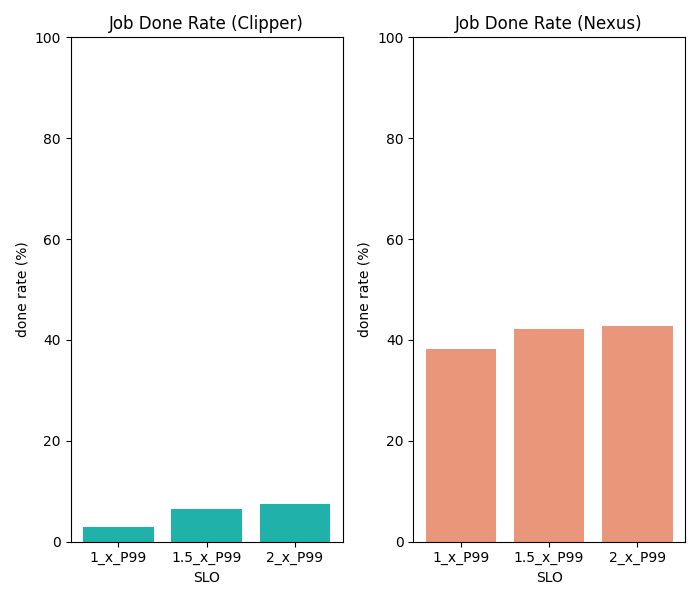 Job Done Rate (Clipper)
100
80
60
40
20
0
done rate (%)
1_x_P99 1.5_x_P99 2_x_P99
SLO
Job Done Rate (Nexus)
100
80
60
40
20
0
done rate (%)
1_x_P99 1.5_x_P99 2_x_P99
SLO